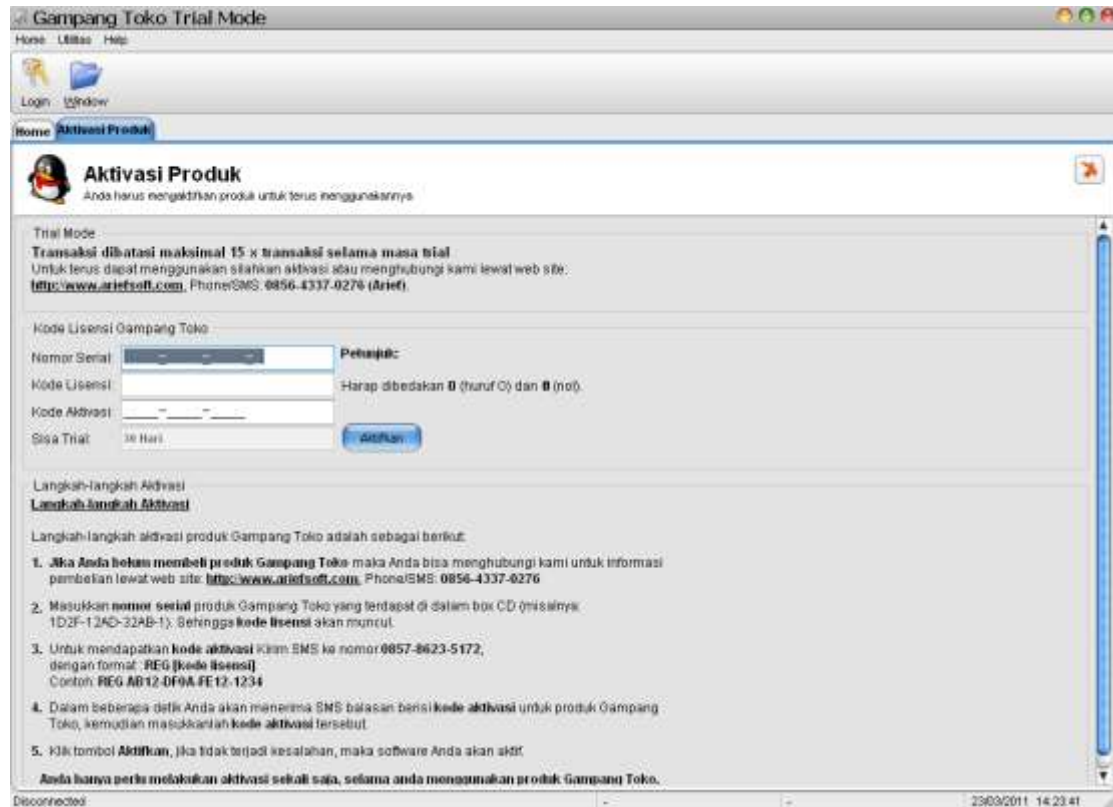 Gampang Toko Trial Mode
Home Utilitas Help
Login Window
Home Aktivasi Produk
Aktivasi Produk
Anda harus mengaktifkan produk untuk terus menggunakannya
Trial Mode
Transaksi dibatasi maksimal 15 x transaksi selama masa trial
Untuk terus dapat menggunakan silahkan aktivasi atau menghubungi kami lewat web site:
http://www.ariefsoft.com, Phone/SMS: 0856-4337-0276 (Arief).
Kode Lisensi Gampang Toko
Nomor Serial: Petunjuk:
Kode Lisensi: Harap dibedakan O (huruf O) dan 0 (nol).
Kode Aktivasi: ____-____-____
Sisa Trial: 30 Hari Aktifkan
Langkah-langkah Aktivasi
Langkah-langkah Aktivasi
Langkah-langkah aktivasi produk Gampang Toko adalah sebagai berikut:
1. Jika Anda belum membeli produk Gampang Toko maka Anda bisa menghubungi kami untuk informasi
pembelian lewat web site: http://www.ariefsoft.com, Phone/SMS: 0856-4337-0276
2. Masukkan nomor serial produk Gampang Toko yang terdapat di dalam box CD (misalnya:
1D2F-12AD-32AB-1). Sehingga kode lisensi akan muncul.
3. Untuk mendapatkan kode aktivasi Kirim SMS ke nomor 0857-8623-5172,
dengan format : REG [kode lisensi]
Contoh: REG AB12-DF0A-FE12-1234
4. Dalam beberapa detik Anda akan menerima SMS balasan berisi kode aktivasi untuk produk Gampang
Toko, kemudian masukkanlah kode aktivasi tersebut.
5. Klik tombol Aktifkan, jika tidak terjadi kesalahan, maka software Anda akan aktif.
Anda hanya perlu melakukan aktivasi sekali saja, selama anda menggunakan produk Gampang Toko.
Disconnected - - 23/03/2011 14:23:41